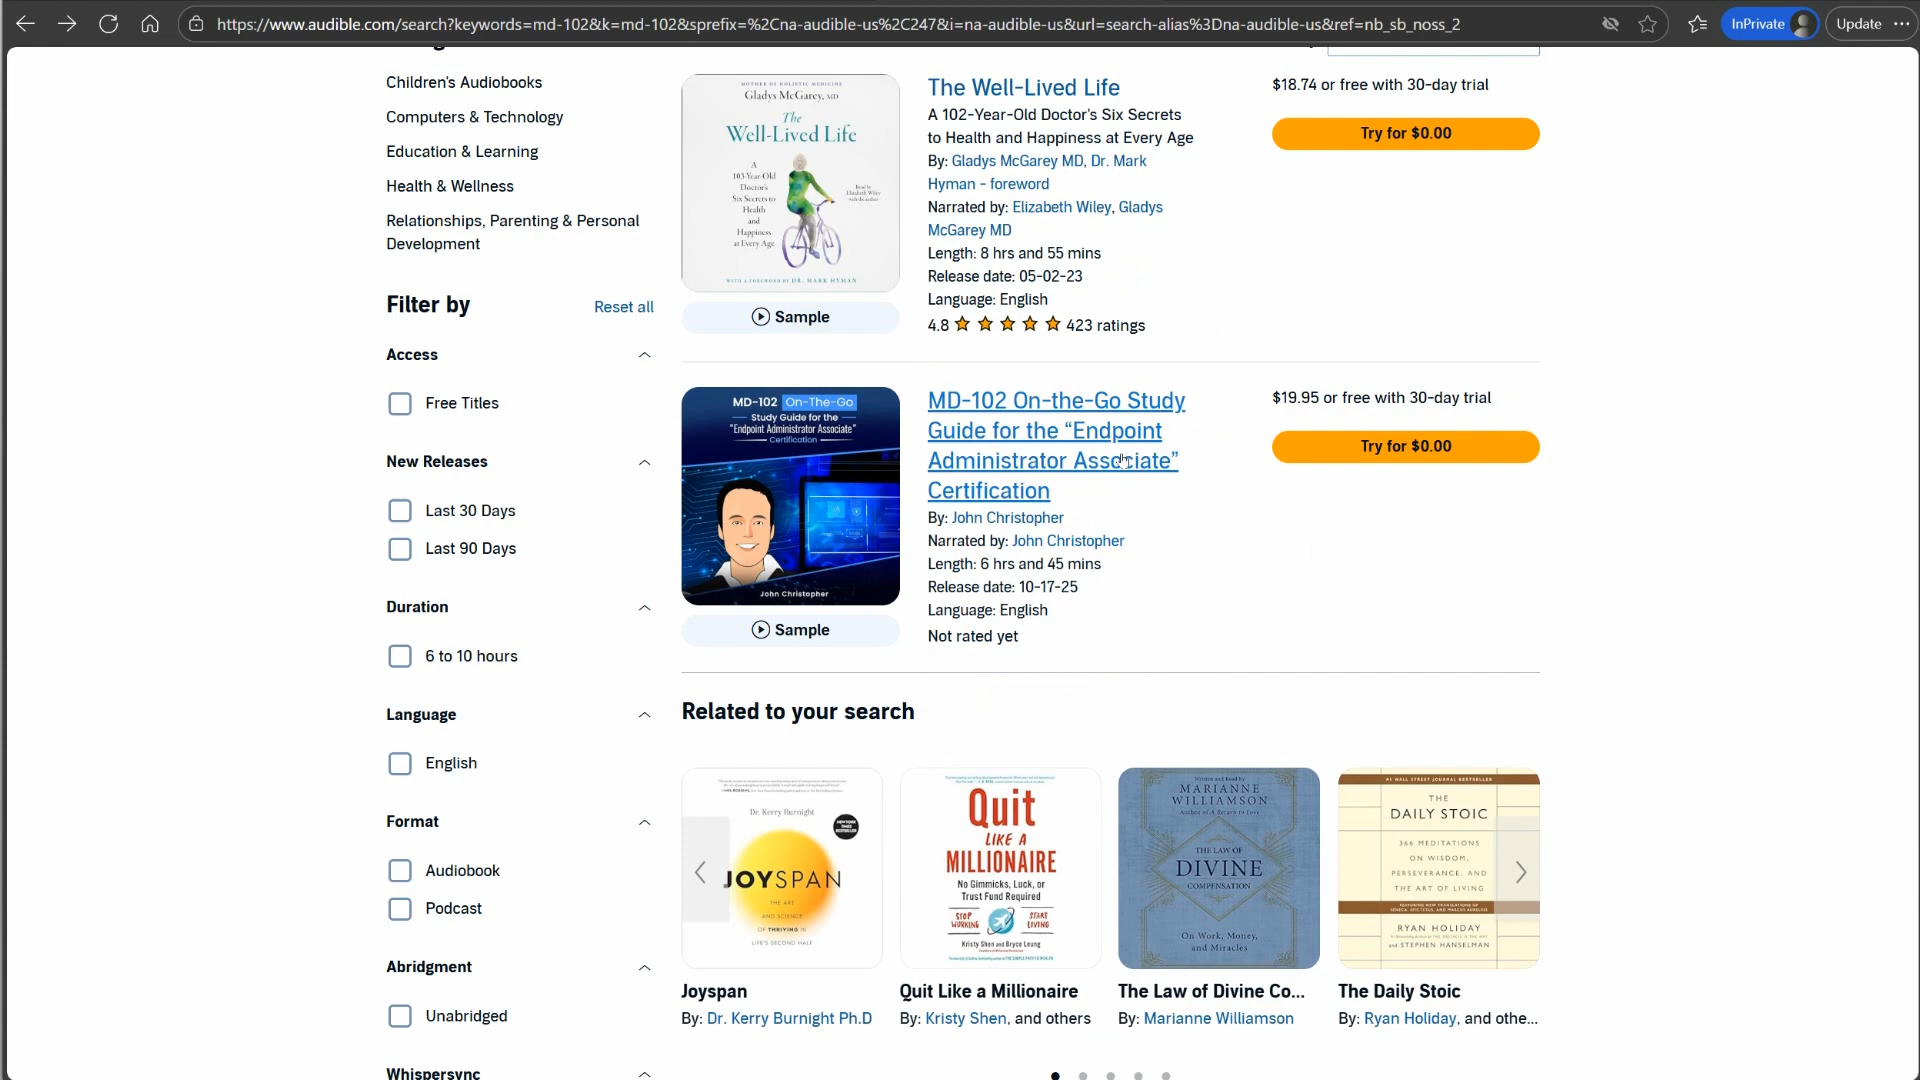 https://www.audible.com/search?keywords=md-102&k=md-102&sprefix=%2Cna-audible-us%2C247&i=na-audible-us&url=search-alias%3Dna-audible-us&ref=nb_sb_noss_2
InPrivate
Update
Children's Audiobooks
Computers & Technology
Education & Learning
Health & Wellness
Relationships, Parenting & Personal
Development
Filter by
Reset all
Access
Free Titles
New Releases
Last 30 Days
Last 90 Days
Duration
6 to 10 hours
Language
English
Format
Audiobook
Podcast
Abridgment
Unabridged
Whispersync
MOTHER OF HOLISTIC MEDICINE
Gladys McGarey, MD
The
Well-Lived Life
A
103-Year-Old
Doctor's
Six Secrets to
Health
and
Happiness
at Every Age
Read by
Elizabeth Wiley
with the author
WITH A FOREWORD BY DR. MARK HYMAN
Sample
The Well-Lived Life
A 102-Year-Old Doctor's Six Secrets
to Health and Happiness at Every Age
By: Gladys McGarey MD, Dr. Mark
Hyman - foreword
Narrated by: Elizabeth Wiley, Gladys
McGarey MD
Length: 8 hrs and 55 mins
Release date: 05-02-23
Language: English
4.8 423 ratings
$18.74 or free with 30-day trial
Try for $0.00
MD-102 On-The-Go
Study Guide for the
"Endpoint Administrator Associate"
Certification
John Christopher
Sample
MD-102 On-the-Go Study
Guide for the “Endpoint
Administrator Associate”
Certification
By: John Christopher
Narrated by: John Christopher
Length: 6 hrs and 45 mins
Release date: 10-17-25
Language: English
Not rated yet
$19.95 or free with 30-day trial
Try for $0.00
Related to your search
Dr. Kerry Burnight
JOYSPAN
THE ART
AND SCIENCE
OF THRIVING IN
LIFE'S SECOND HALF
Joyspan
By: Dr. Kerry Burnight Ph.D
Quit
LIKE A
MILLIONAIRE
No Gimmicks, Luck, or
Trust Fund Required
STOP
WORKING
START
LIVING
Kristy Shen and Bryce Leung
Quit Like a Millionaire
By: Kristy Shen, and others
Written and Read by
MARIANNE
WILLIAMSON
Author of A Return to Love
THE LAW OF
DIVINE
COMPENSATION
On Work, Money,
and Miracles
The Law of Divine Co...
By: Marianne Williamson
#1 WALL STREET JOURNAL BESTSELLER
THE
DAILY STOIC
366 MEDITATIONS
ON WISDOM,
PERSEVERANCE, AND
THE ART OF LIVING
FEATURING NEW TRANSLATIONS OF
SENECA, EPICTETUS, AND MARCUS AURELIUS
RYAN HOLIDAY
and STEPHEN HANSELMAN
The Daily Stoic
By: Ryan Holiday, and othe...